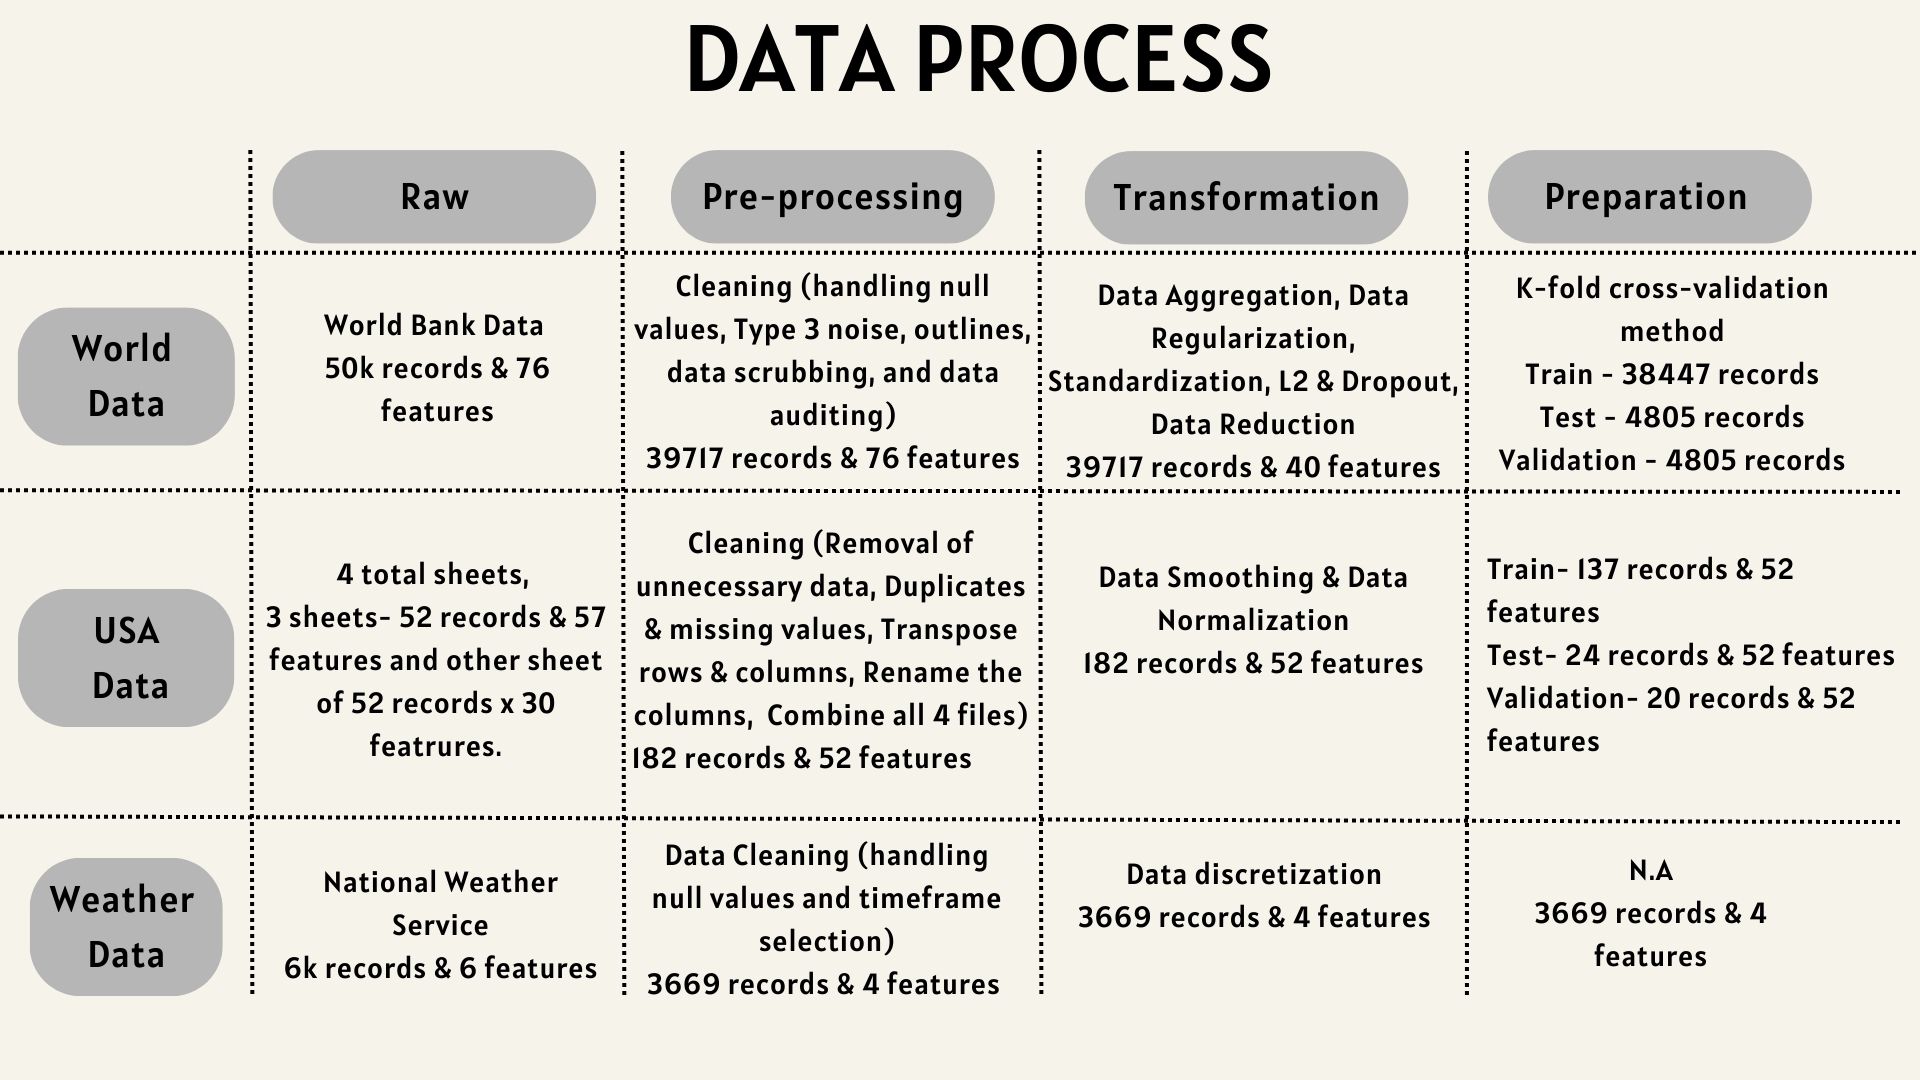 DATA PROCESS
Raw
Pre-processing
Transformation
Preparation
World
Data
World Bank Data
50k records & 76
features
Cleaning (handling null
values, Type 3 noise, outlines,
data scrubbing, and data
auditing)
39717 records & 76 features
Data Aggregation, Data
Regularization,
Standardization, L2 & Dropout,
Data Reduction
39717 records & 40 features
K-fold cross-validation
method
Train - 38447 records
Test - 4805 records
Validation - 4805 records
USA
Data
4 total sheets,
3 sheets- 52 records & 57
features and other sheet
of 52 records x 30
featrures.
Cleaning (Removal of
unnecessary data, Duplicates
& missing values, Transpose
rows & columns, Rename the
columns,  Combine all 4 files)
182 records & 52 features
Data Smoothing & Data
Normalization
182 records & 52 features
Train- 137 records & 52
features
Test- 24 records & 52 features
Validation- 20 records & 52
features
Weather
Data
National Weather
Service
6k records & 6 features
Data Cleaning (handling
null values and timeframe
selection)
3669 records & 4 features
Data discretization
3669 records & 4 features
N.A
3669 records & 4
features